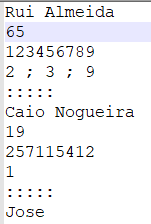 Rui Almeida
65
123456789
2 ; 3 ; 9
:::::
Caio Nogueira
19
257115412
1
:::::
Jose